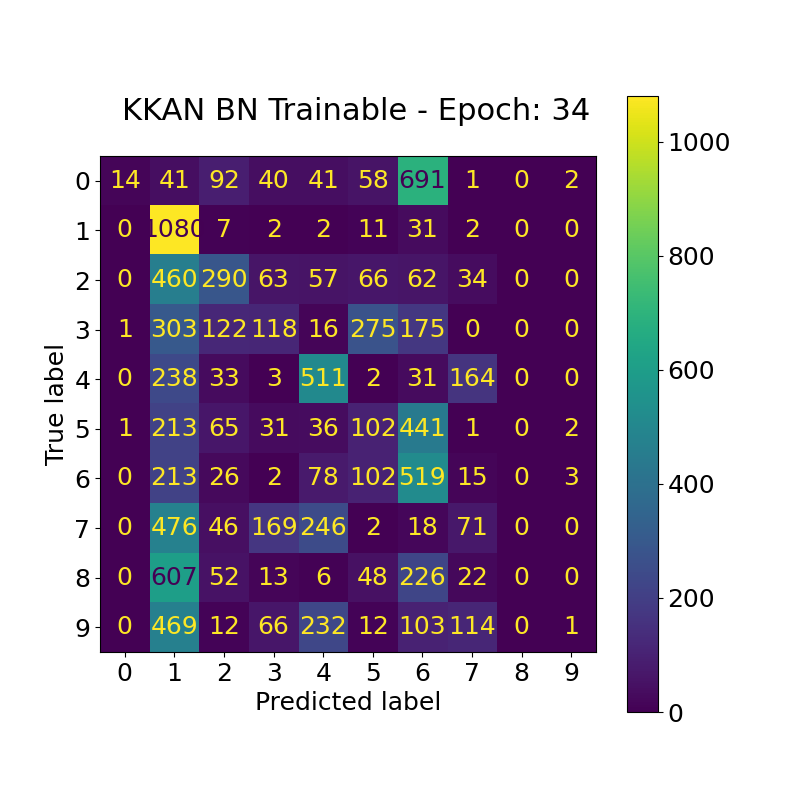 KKAN BN Trainable - Epoch: 34
0 14 41 92 40 41 58 691 1 0 2
1 0 1080 7 2 2 11 31 2 0 0
2 0 460 290 63 57 66 62 34 0 0
3 1 303 122 118 16 275 175 0 0 0
4 0 238 33 3 511 2 31 164 0 0
5 1 213 65 31 36 102 441 1 0 2
6 0 213 26 2 78 102 519 15 0 3
7 0 476 46 169 246 2 18 71 0 0
8 0 607 52 13 6 48 226 22 0 0
9 0 469 12 66 232 12 103 114 0 1
0 1 2 3 4 5 6 7 8 9
Predicted label
True label
1000
800
600
400
200
0